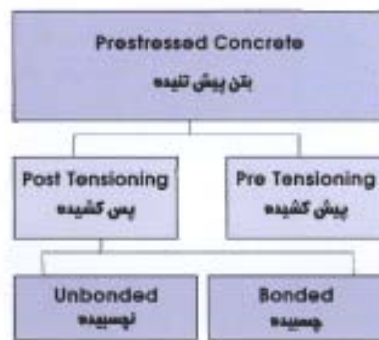 Prestressed Concrete
بتن پیش تنیده
Post Tensioning
پس کشیده
Pre Tensioning
پیش کشیده
Unbonded
نچسبیده
Bonded
چسبیده